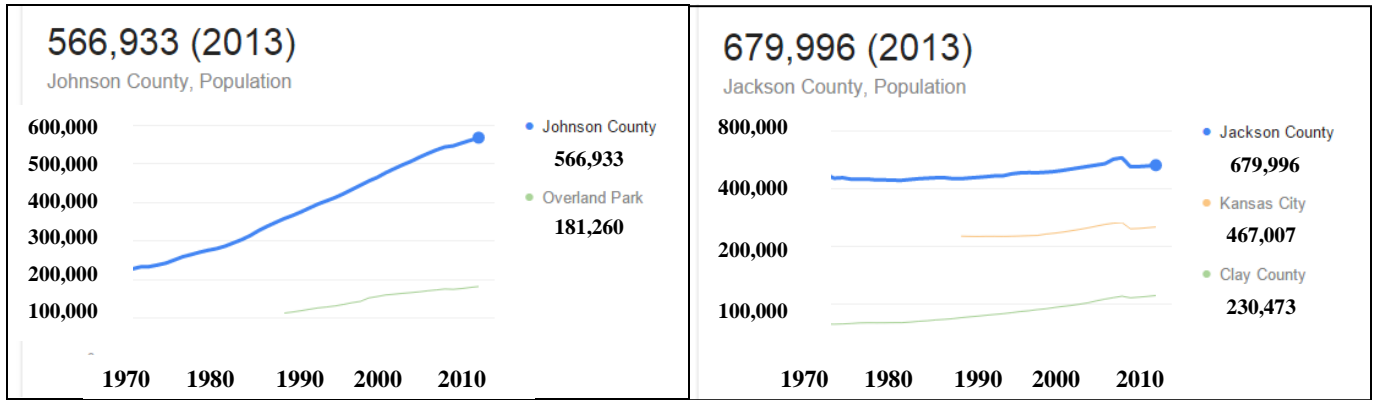 566,933 (2013)
Johnson County, Population
600,000
500,000
400,000
300,000
200,000
100,000
1970 1980 1990 2000 2010
Johnson County
566,933
Overland Park
181,260
679,996 (2013)
Jackson County, Population
800,000
400,000
200,000
100,000
1970 1980 1990 2000 2010
Jackson County
679,996
Kansas City
467,007
Clay County
230,473